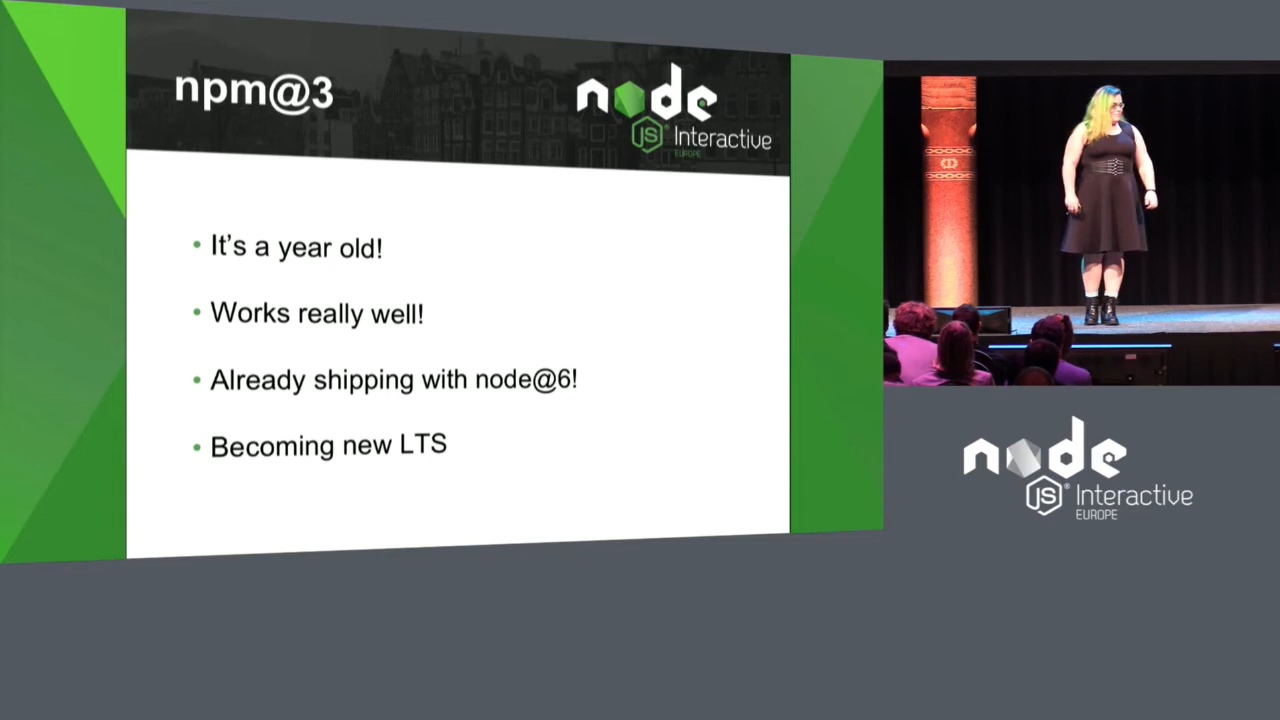 npm@3
node
JS Interactive
EUROPE
• It’s a year old!
• Works really well!
• Already shipping with node@6!
• Becoming new LTS
node
JS® Interactive
EUROPE